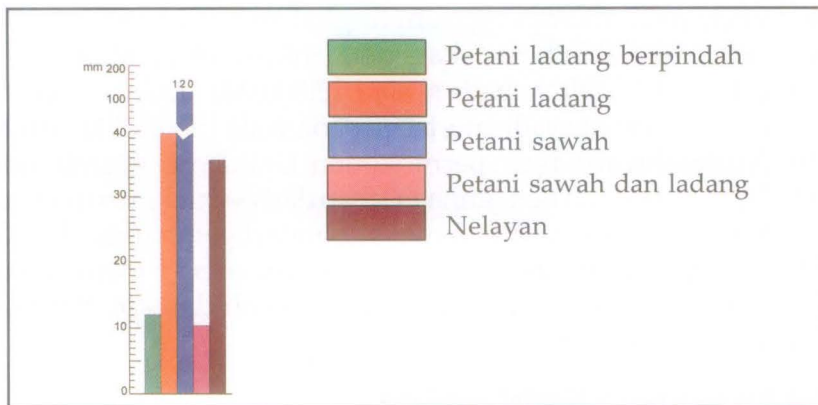 mm 200
120
100
40
30
20
10
0
Petani ladang berpindah
Petani ladang
Petani sawah
Petani sawah dan ladang
Nelayan